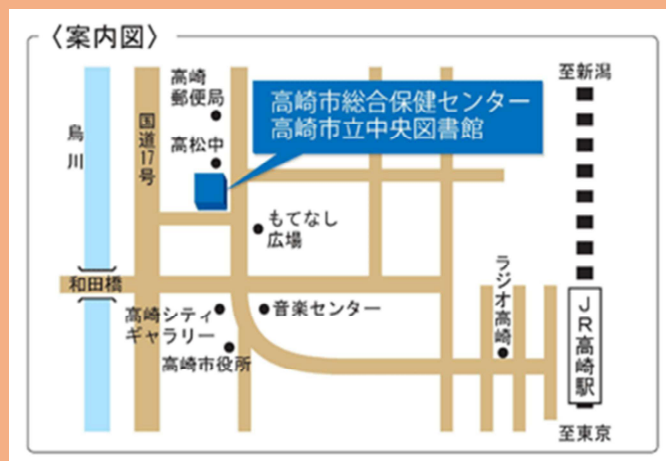 〈案内図〉
至新潟
高崎
郵便局
高崎市総合保健センター
高崎市立中央図書館
烏川
国道17号
高松中
もてなし
広場
和田橋
ラジオ高崎
高崎シティ
ギャラリー
音楽センター
JR高崎駅
高崎市役所
至東京